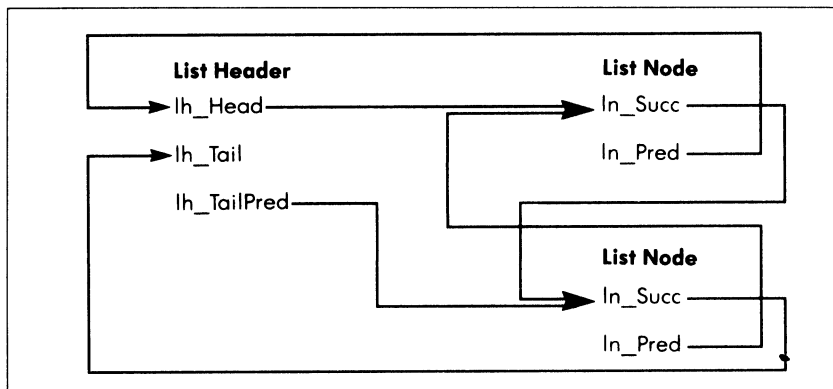 List Header
lh_Head
lh_Tail
lh_TailPred
List Node
ln_Succ
ln_Pred
List Node
ln_Succ
ln_Pred